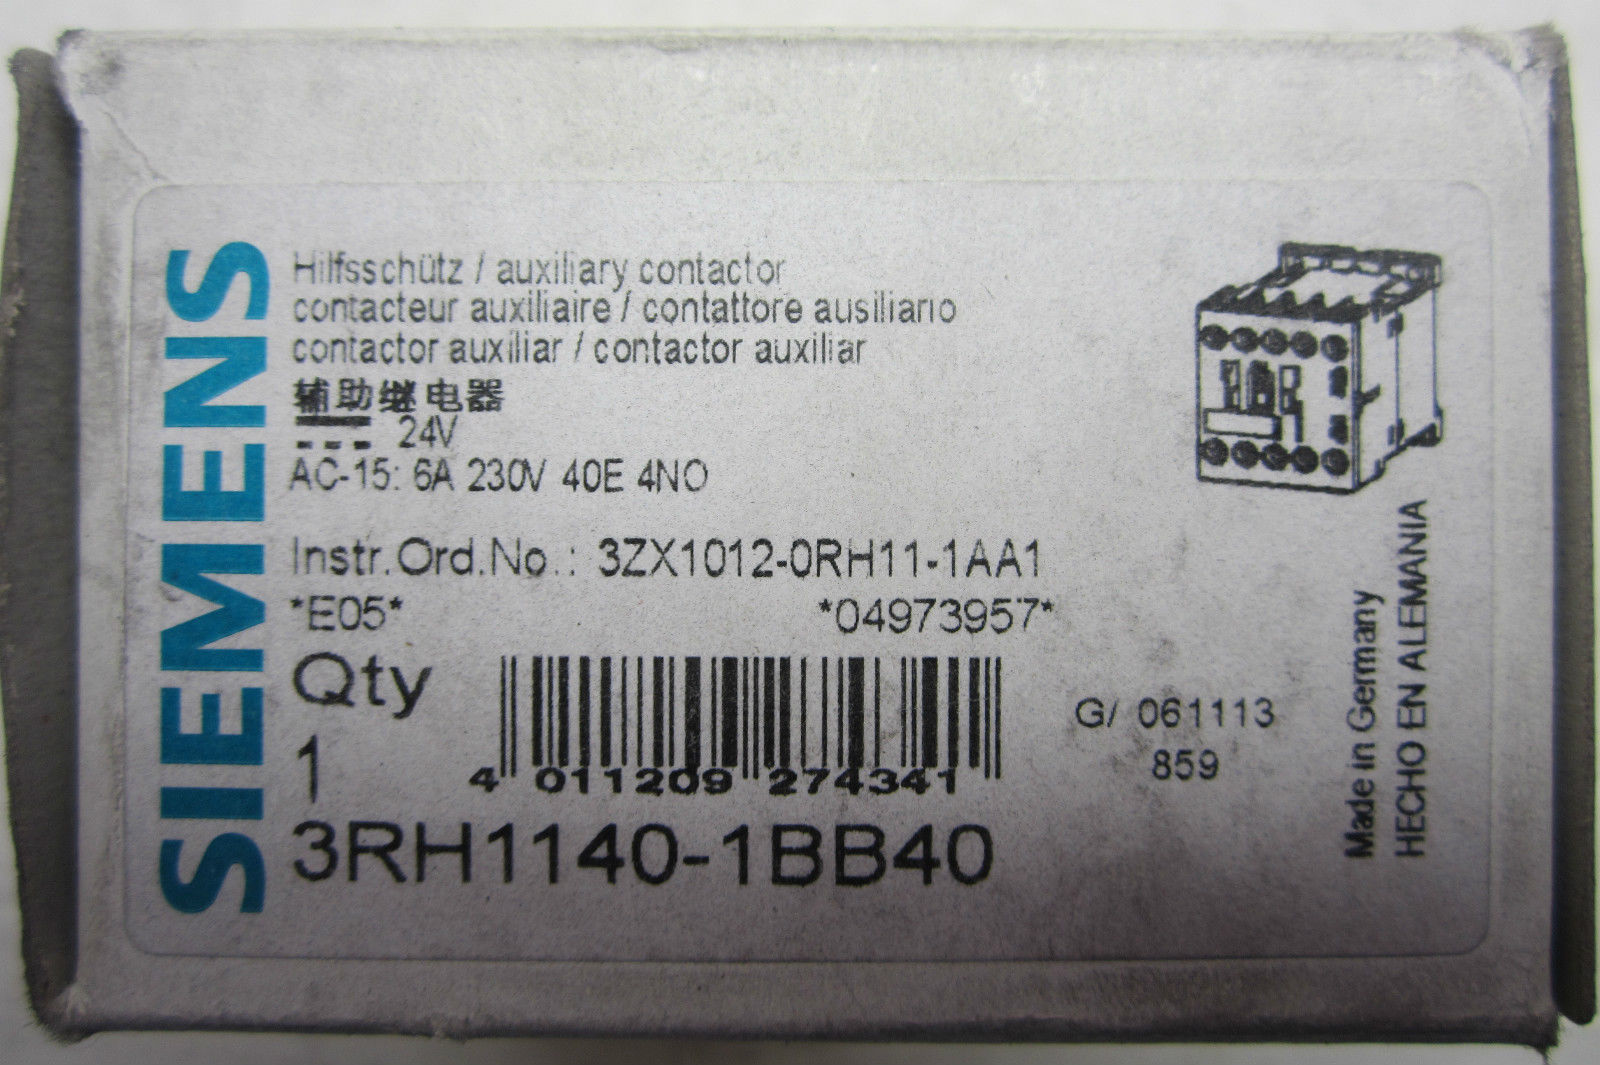 SIEMENS
Hilfsschütz / auxiliary contactor
contacteur auxiliaire / contattore ausiliario
contactor auxiliar / contactor auxiliar
辅助继电器
24V
AC-15: 6A 230V 40E 4NO
Instr.Ord.No.: 3ZX1012-0RH11-1AA1
*E05* *04973957*
Qty
1
4 011209 274341
G/ 061113
859
3RH1140-1BB40
Made in Germany
HECHO EN ALEMANIA